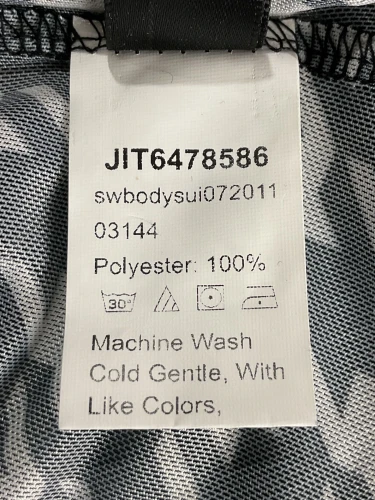 JIT6478586
swbodysui072011
03144
Polyester: 100%
30°
Machine Wash
Cold Gentle, With
Like Colors,